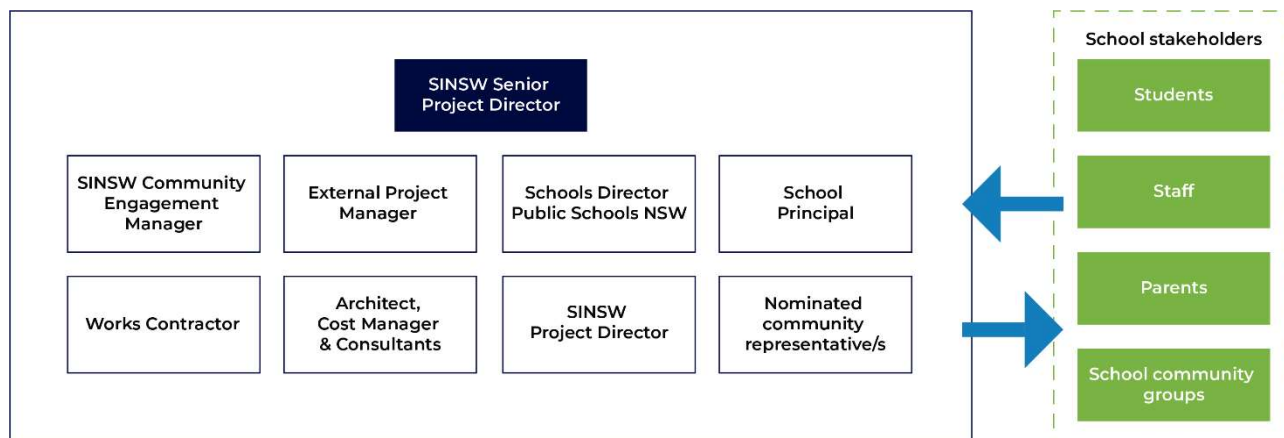 School stakeholders
SINSW Senior
Project Director
Students
SINSW Community
Engagement
Manager
External Project
Manager
Schools Director
Public Schools NSW
School
Principal
Staff
Works Contractor
Architect,
Cost Manager
& Consultants
SINSW
Project Director
Nominated
community
representative/s
Parents
School community
groups